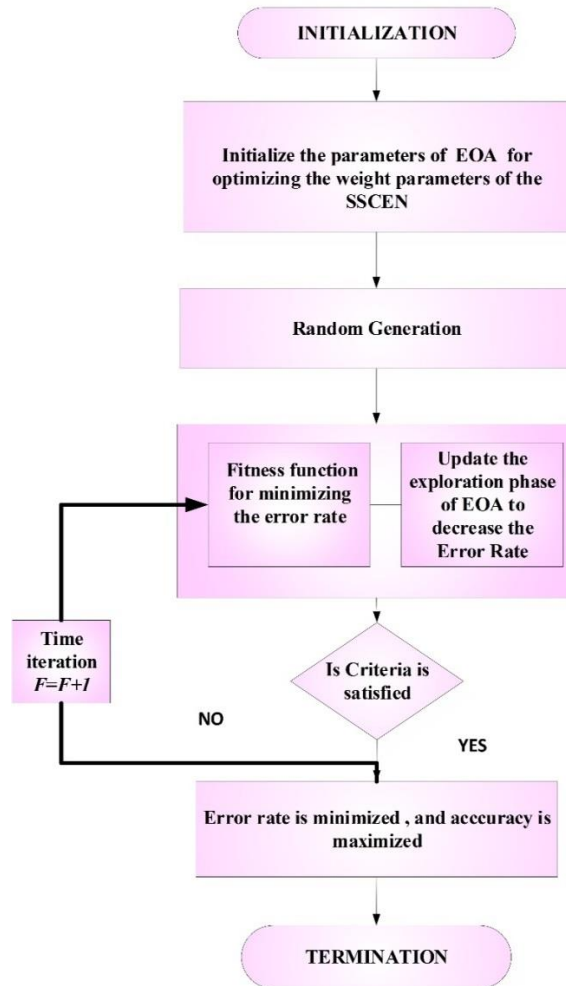 INITIALIZATION
Initialize the parameters of EOA for
optimizing the weight parameters of the
SSCEN
Random Generation
Fitness function
for minimizing
the error rate
Update the
exploration phase
of EOA to
decrease the
Error Rate
Time
iteration
F=F+1
Is Criteria is
satisfied
NO
YES
Error rate is minimized , and acccuracy is
maximized
TERMINATION